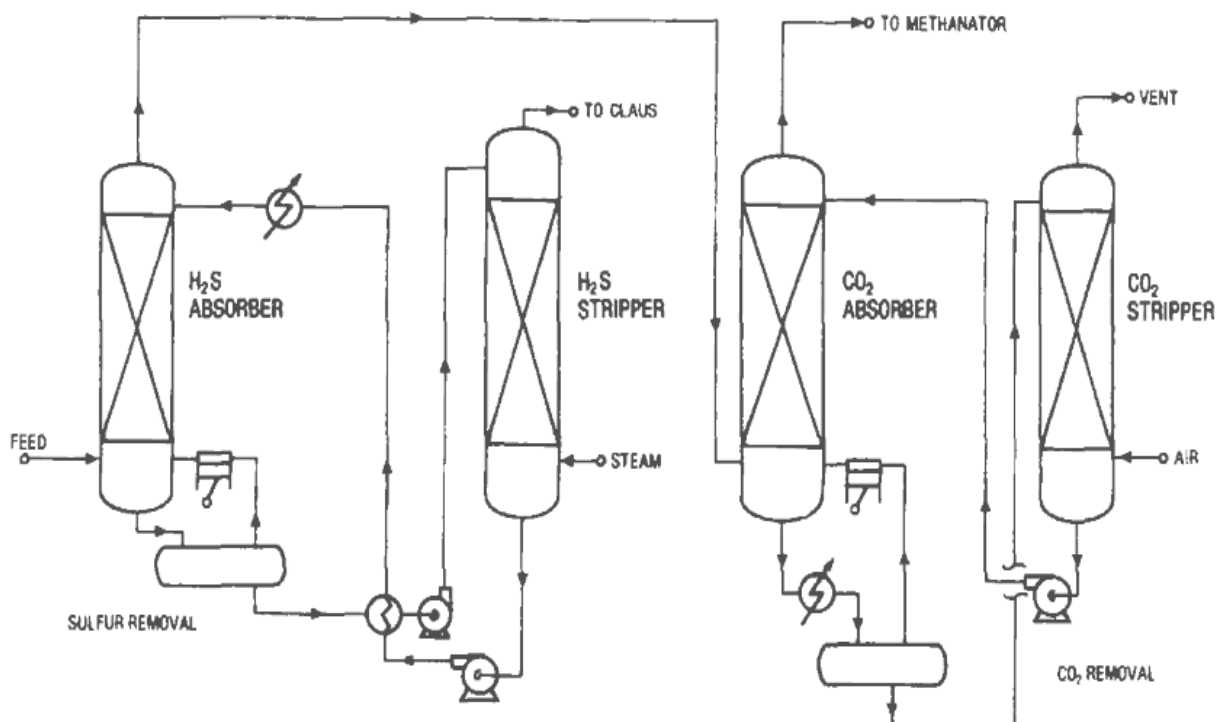 TO METHANATOR
VENT
TO CLAUS
H₂S
ABSORBER
H₂S
STRIPPER
CO₂
ABSORBER
CO₂
STRIPPER
FEED
STEAM
AIR
SULFUR REMOVAL
CO₂ REMOVAL